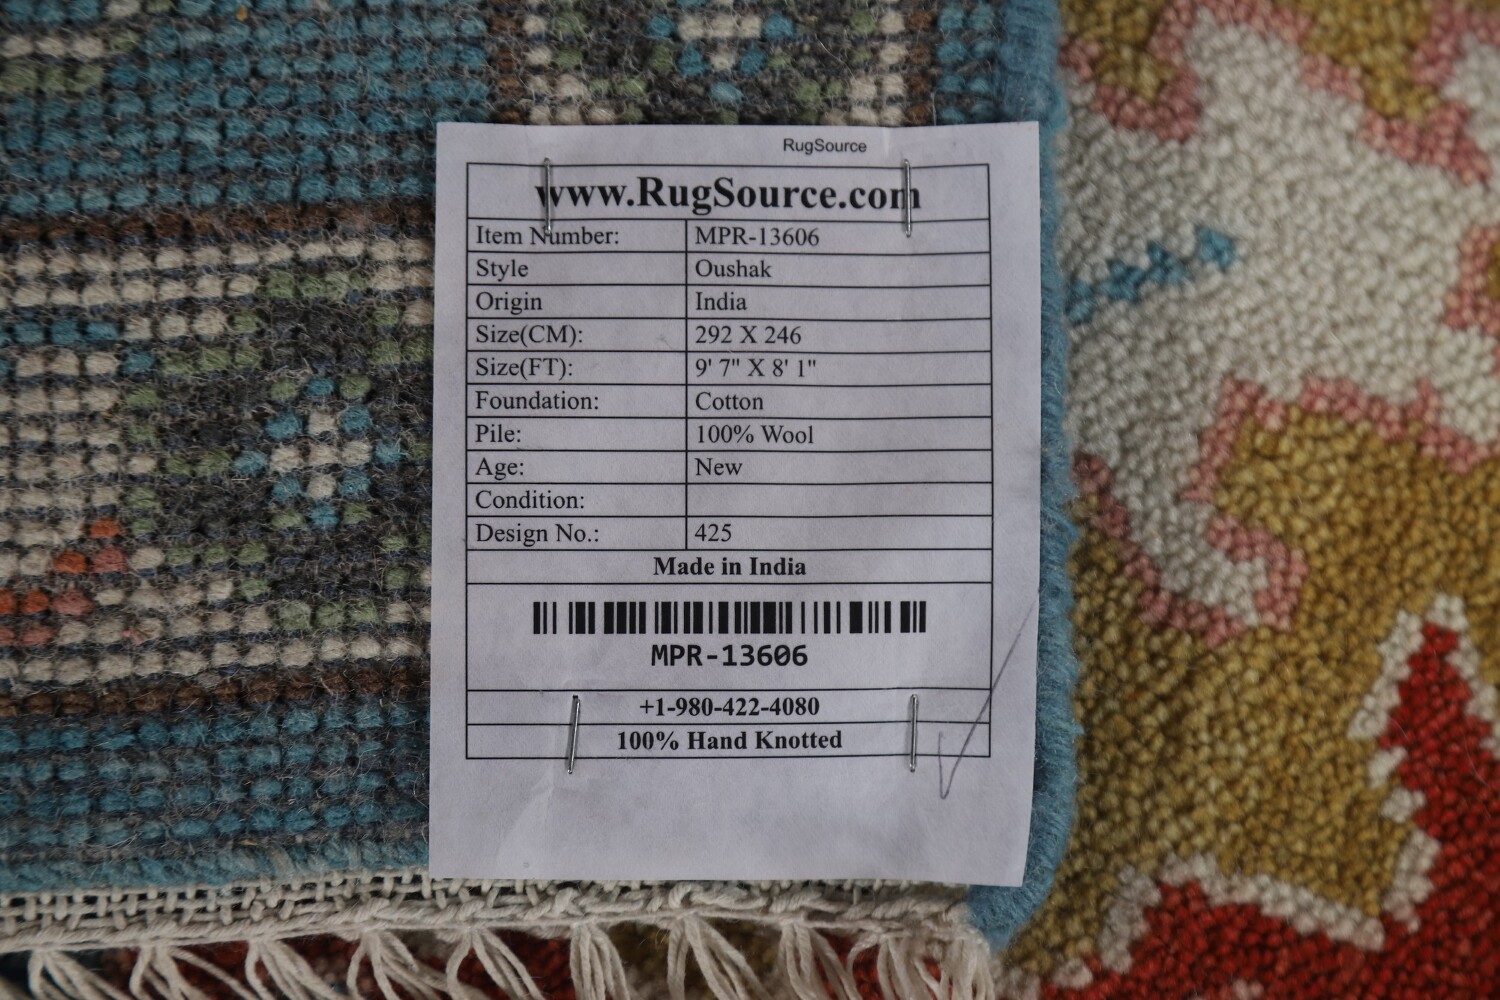 RugSource
www.RugSource.com
Item Number: MPR-13606
Style Oushak
Origin India
Size(CM): 292 X 246
Size(FT): 9' 7" X 8' 1"
Foundation: Cotton
Pile: 100% Wool
Age: New
Condition:
Design No.: 425
Made in India
MPR-13606
+1-980-422-4080
100% Hand Knotted